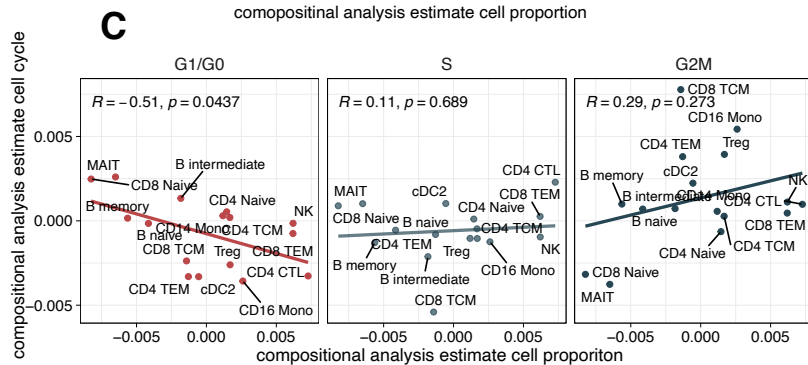 comopositinal analysis estimate cell proportion
C
compositional analysis estimate cell cycle
G1/G0
S
G2M
R = −0.51, p = 0.0437
R = 0.11, p = 0.689
R = 0.29, p = 0.273
0.005
0.000
−0.005
MAIT
CD8 Naive
B intermediate
B memory
CD4 Naive
NK
CD14 Mono
B naive
CD4 TCM
CD8 TCM
Treg
CD8 TEM
CD4 TEM
cDC2
CD4 CTL
CD16 Mono
CD4 CTL
MAIT
cDC2
CD8 TEM
CD8 Naive
B naive
CD4 Naive
CD4 TEM
CD4 TCM
B memory
Treg
NK
B intermediate
CD16 Mono
CD8 TCM
CD8 TCM
CD16 Mono
CD4 TEM
Treg
B memory
cDC2
NK
B intermediate
CD14 Mono
CD4 CTL
B naive
CD8 TEM
CD4 Naive
CD4 TCM
CD8 Naive
MAIT
−0.005
0.000
0.005
−0.005
0.000
0.005
−0.005
0.000
0.005
compositional analysis estimate cell proporiton